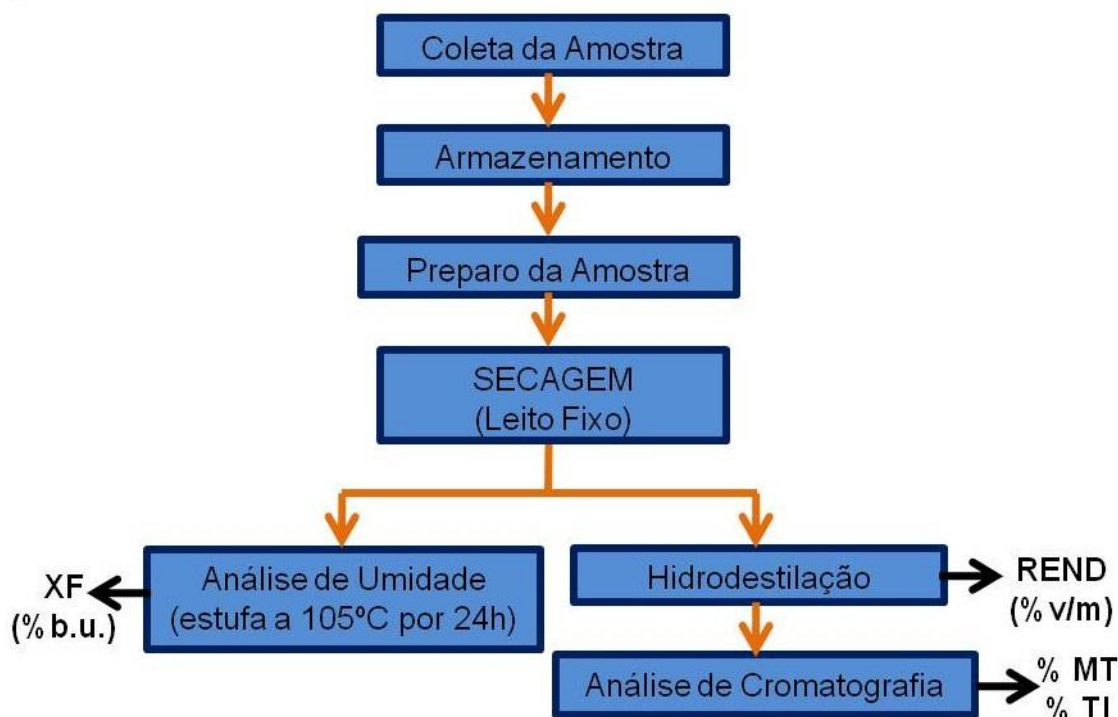 Coleta da Amostra
Armazenamento
Preparo da Amostra
SECAGEM
(Leito Fixo)
XF
(% b.u.)
Análise de Umidade
(estufa a 105ºC por 24h)
Hidrodestilação
REND
(% v/m)
Análise de Cromatografia
% MT
% TI